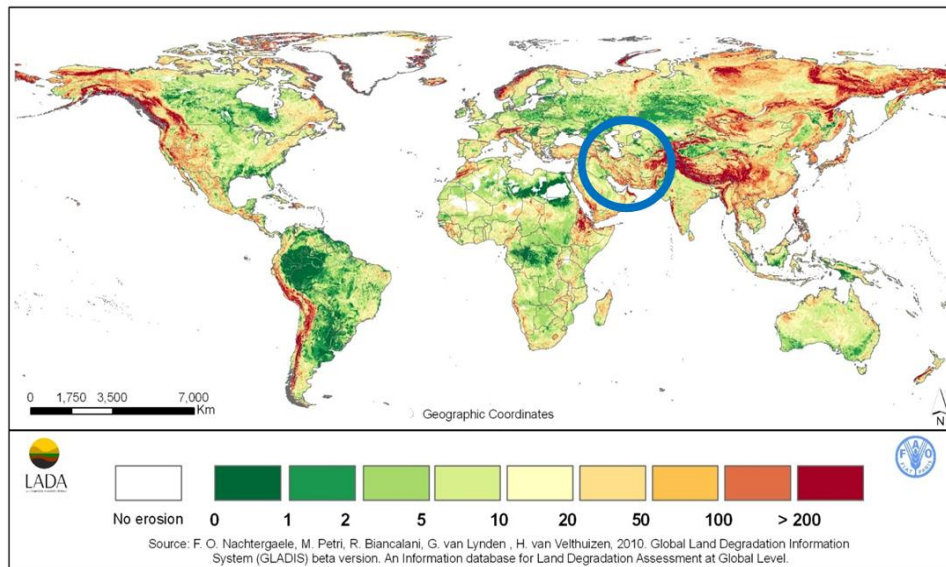 0 1,750 3,500 7,000
Km
Geographic Coordinates
N
LADA
No erosion 0 1 2 5 10 20 50 100 > 200
F A O
FIAT PANIS
Source: F. O. Nachtergaele, M. Petri, R. Biancalani, G. van Lynden , H. van Velthuizen, 2010. Global Land Degradation Information
System (GLADIS) beta version. An Information database for Land Degradation Assessment at Global Level.